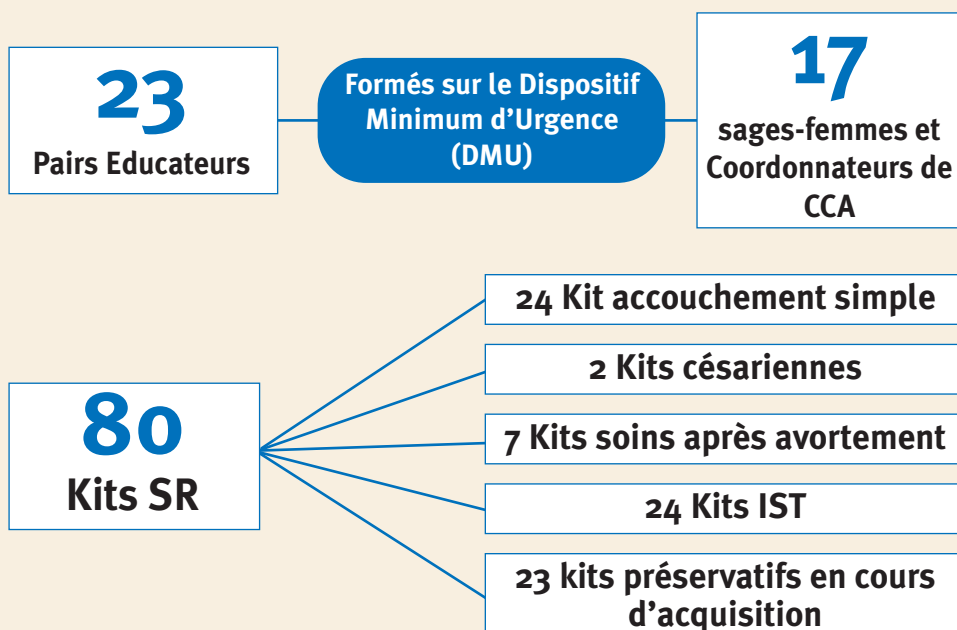 23
Pairs Educateurs
Formés sur le Dispositif
Minimum d'Urgence
(DMU)
17
sages-femmes et
Coordonnateurs de
CCA
80
Kits SR
24 Kit accouchement simple
2 Kits césariennes
7 Kits soins après avortement
24 Kits IST
23 kits préservatifs en cours
d'acquisition